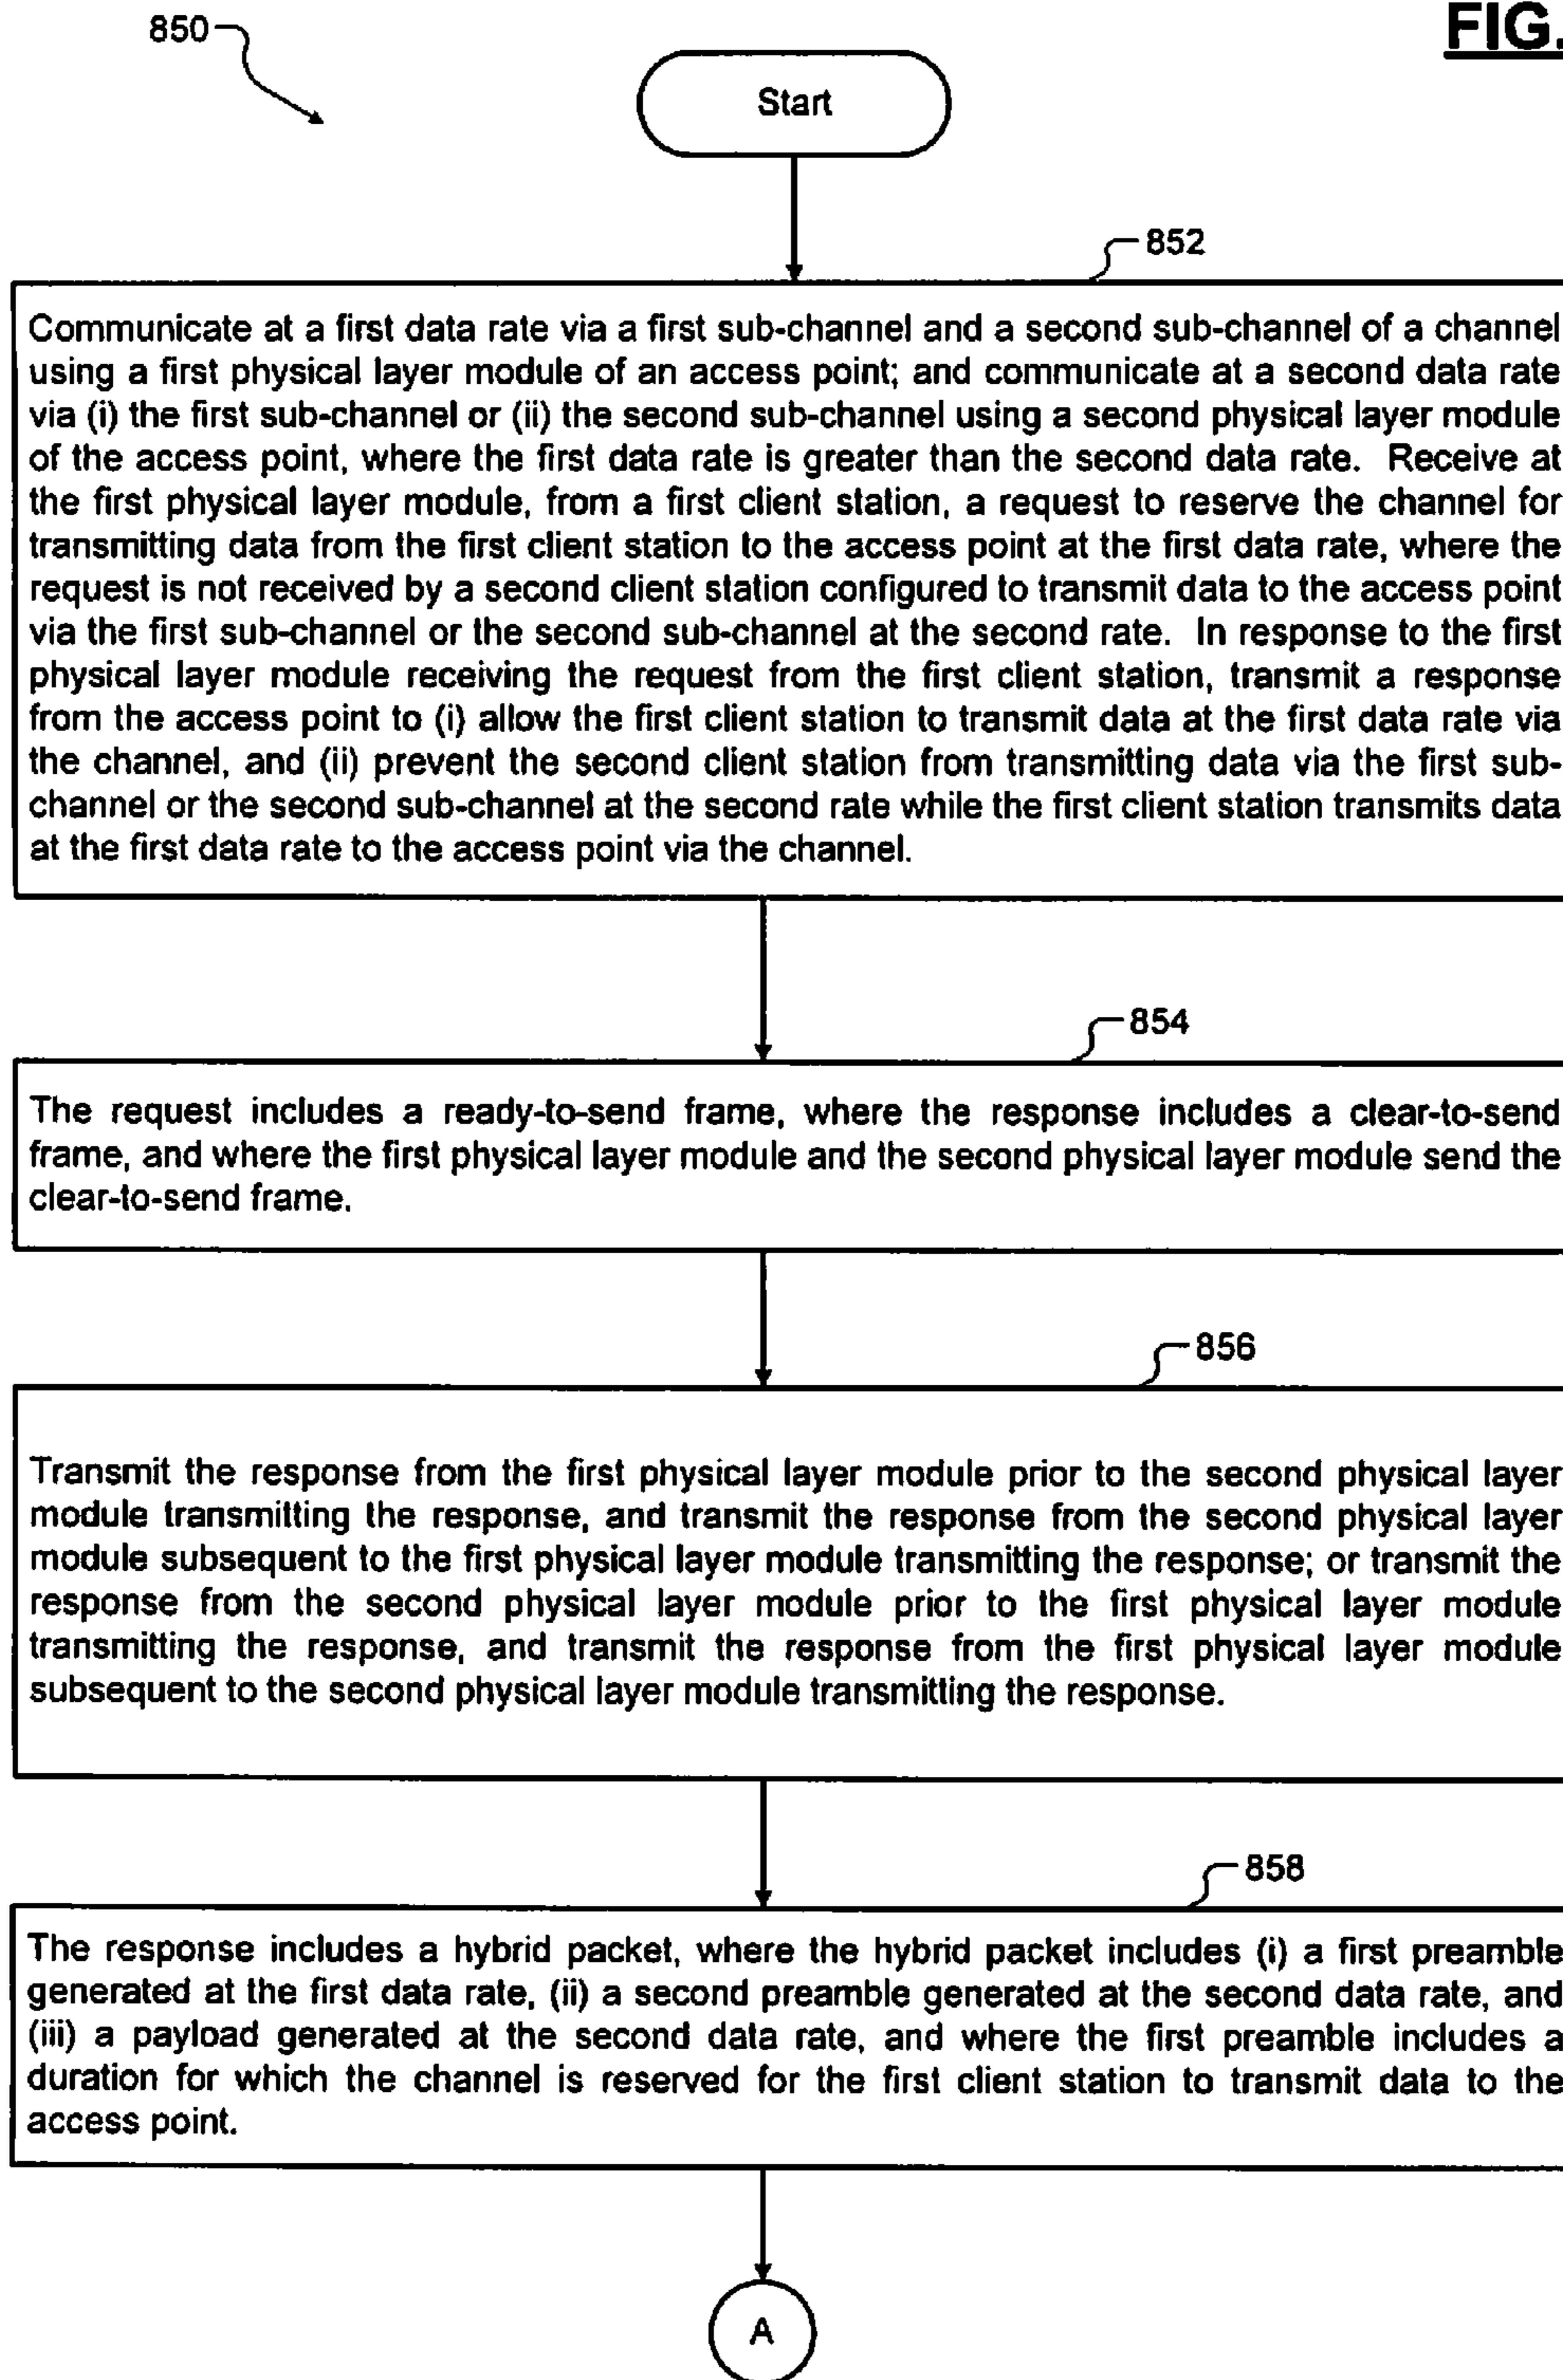 850
FIG.
Start
852
Communicate at a first data rate via a first sub-channel and a second sub-channel of a channel
using a first physical layer module of an access point; and communicate at a second data rate
via (i) the first sub-channel or (ii) the second sub-channel using a second physical layer module
of the access point, where the first data rate is greater than the second data rate. Receive at
the first physical layer module, from a first client station, a request to reserve the channel for
transmitting data from the first client station to the access point at the first data rate, where the
request is not received by a second client station configured to transmit data to the access point
via the first sub-channel or the second sub-channel at the second rate. In response to the first
physical layer module receiving the request from the first client station, transmit a response
from the access point to (i) allow the first client station to transmit data at the first data rate via
the channel, and (ii) prevent the second client station from transmitting data via the first sub-
channel or the second sub-channel at the second rate while the first client station transmits data
at the first data rate to the access point via the channel.
854
The request includes a ready-to-send frame, where the response includes a clear-to-send
frame, and where the first physical layer module and the second physical layer module send the
clear-to-send frame.
856
Transmit the response from the first physical layer module prior to the second physical layer
module transmitting the response, and transmit the response from the second physical layer
module subsequent to the first physical layer module transmitting the response; or transmit the
response from the second physical layer module prior to the first physical layer module
transmitting the response, and transmit the response from the first physical layer module
subsequent to the second physical layer module transmitting the response.
858
The response includes a hybrid packet, where the hybrid packet includes (i) a first preamble
generated at the first data rate, (ii) a second preamble generated at the second data rate, and
(iii) a payload generated at the second data rate, and where the first preamble includes a
duration for which the channel is reserved for the first client station to transmit data to the
access point.
A